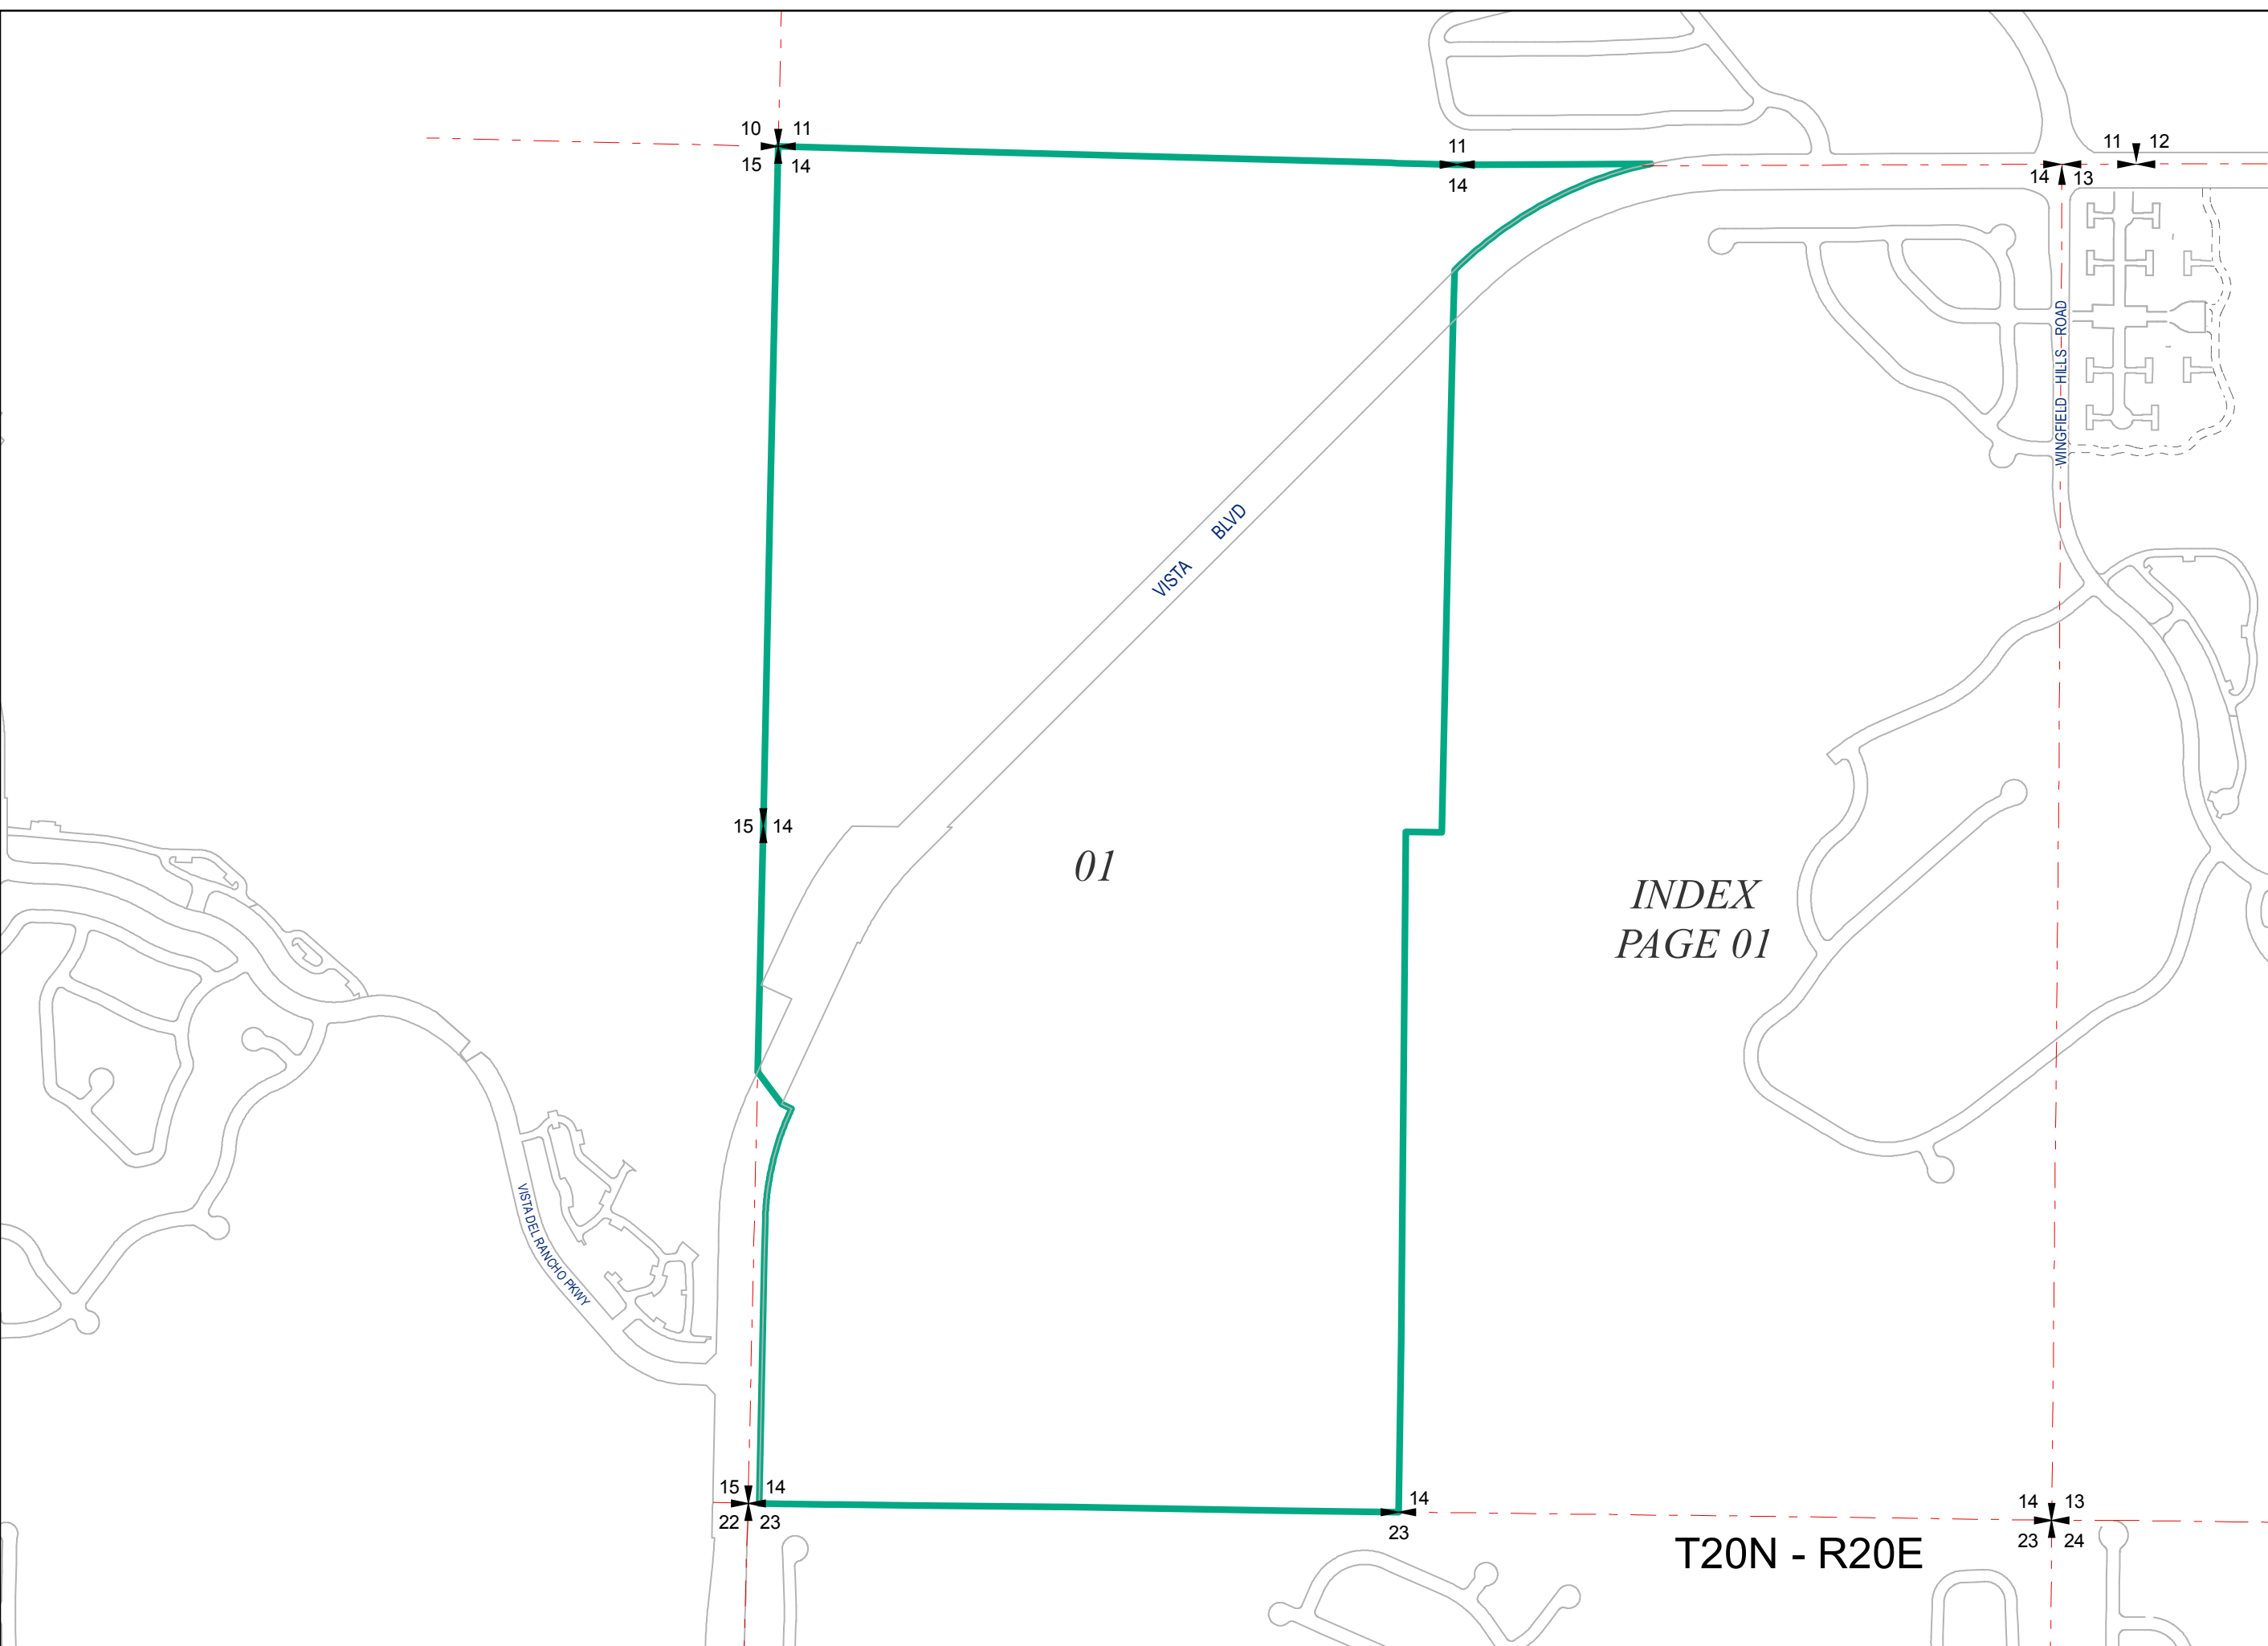 10 11
15 14
11
14
11 12
14 13
WINGFIELD HILLS ROAD
VISTA BLVD
15 14
01
INDEX
PAGE 01
VISTA DEL RANCHO PKWY
15 14
22 23
14
23
14 13
23 24
T20N - R20E